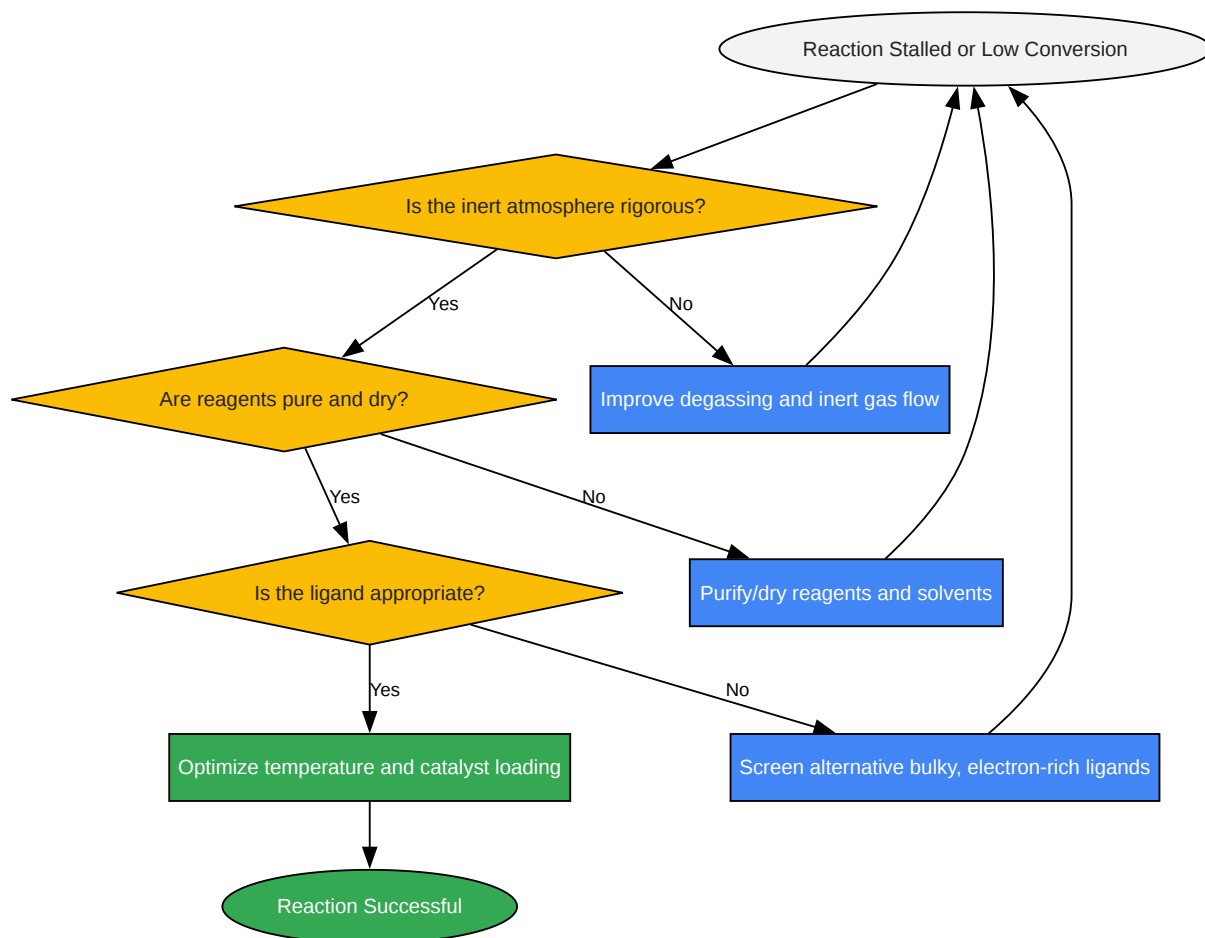 Reaction Stalled or Low Conversion
Is the inert atmosphere rigorous?
Yes
No
Are reagents pure and dry?
Improve degassing and inert gas flow
Yes
No
Is the ligand appropriate?
Purify/dry reagents and solvents
Yes
No
Optimize temperature and catalyst loading
Screen alternative bulky, electron-rich ligands
Reaction Successful